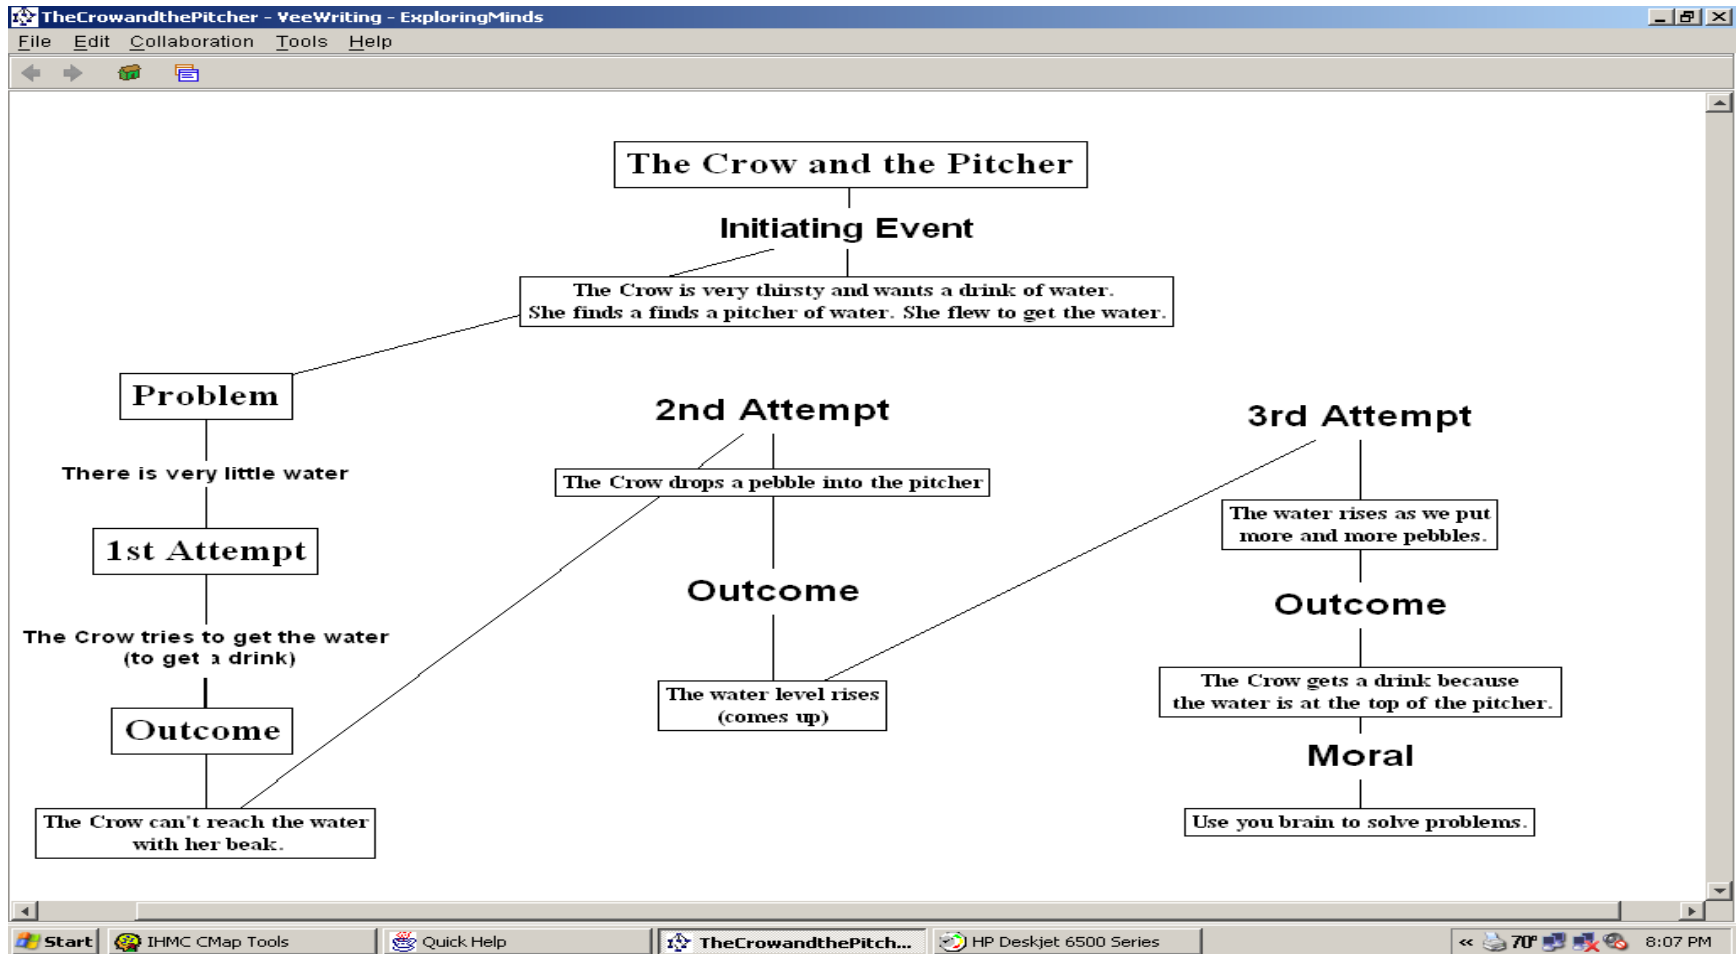 TheCrowandthePitcher - VeeWriting - ExploringMinds
File Edit Collaboration Tools Help
The Crow and the Pitcher
Initiating Event
The Crow is very thirsty and wants a drink of water.
She finds a finds a pitcher of water. She flew to get the water.
Problem
There is very little water
1st Attempt
The Crow tries to get the water
(to get a drink)
Outcome
The Crow can't reach the water
with her beak.
2nd Attempt
The Crow drops a pebble into the pitcher
Outcome
The water level rises
(comes up)
3rd Attempt
The water rises as we put
more and more pebbles.
Outcome
The Crow gets a drink because
the water is at the top of the pitcher.
Moral
Use you brain to solve problems.
Start IHMC CMap Tools Quick Help TheCrowandthePitch... HP Deskjet 6500 Series « 70° 8:07 PM